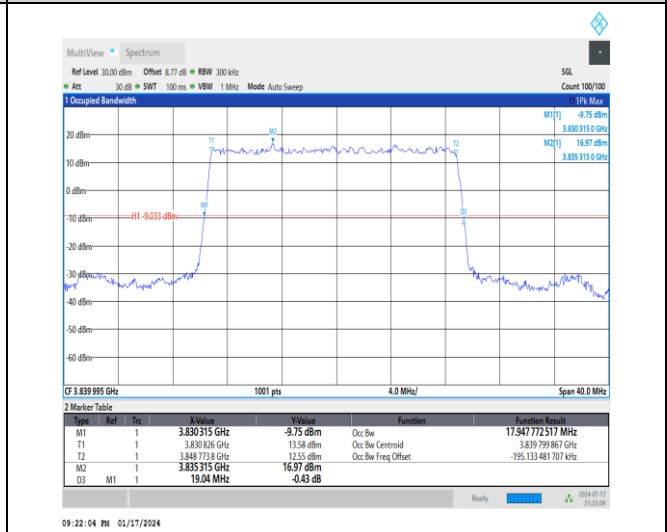 MultiView Spectrum
Ref Level 30.00 dBm Offset 8.77 dB RBW 300 kHz SGL
Att 30 dB SWT 100 ms VBW 1 MHz Mode Auto Sweep Count 100/100
1 Occupied Bandwidth 1Pk Max
M1[1] -9.75 dBm
3.830 315 0 GHz
M2[1] 16.97 dBm
3.835 315 0 GHz
20 dBm
T1 M2 T2
10 dBm
0 dBm
M1 D3
-10 dBm H1 -9.033 dBm
-20 dBm
-30 dBm
-40 dBm
-50 dBm
-60 dBm
CF 3.839 995 GHz 1001 pts 4.0 MHz/ Span 40.0 MHz
2 Marker Table
Type Ref Trc X-Value Y-Value Function Function Result
M1 1 3.830 315 GHz -9.75 dBm Occ Bw 17.947 772 517 MHz
T1 1 3.830 826 GHz 13.58 dBm Occ Bw Centroid 3.839 799 867 GHz
T2 1 3.848 773 8 GHz 12.55 dBm Occ Bw Freq Offset -195.133 481 707 kHz
M2 1 3.835 315 GHz 16.97 dBm
D3 M1 1 19.04 MHz -0.43 dB
Ready 2024-01-17
21:22:04
09:22:04 PM 01/17/2024